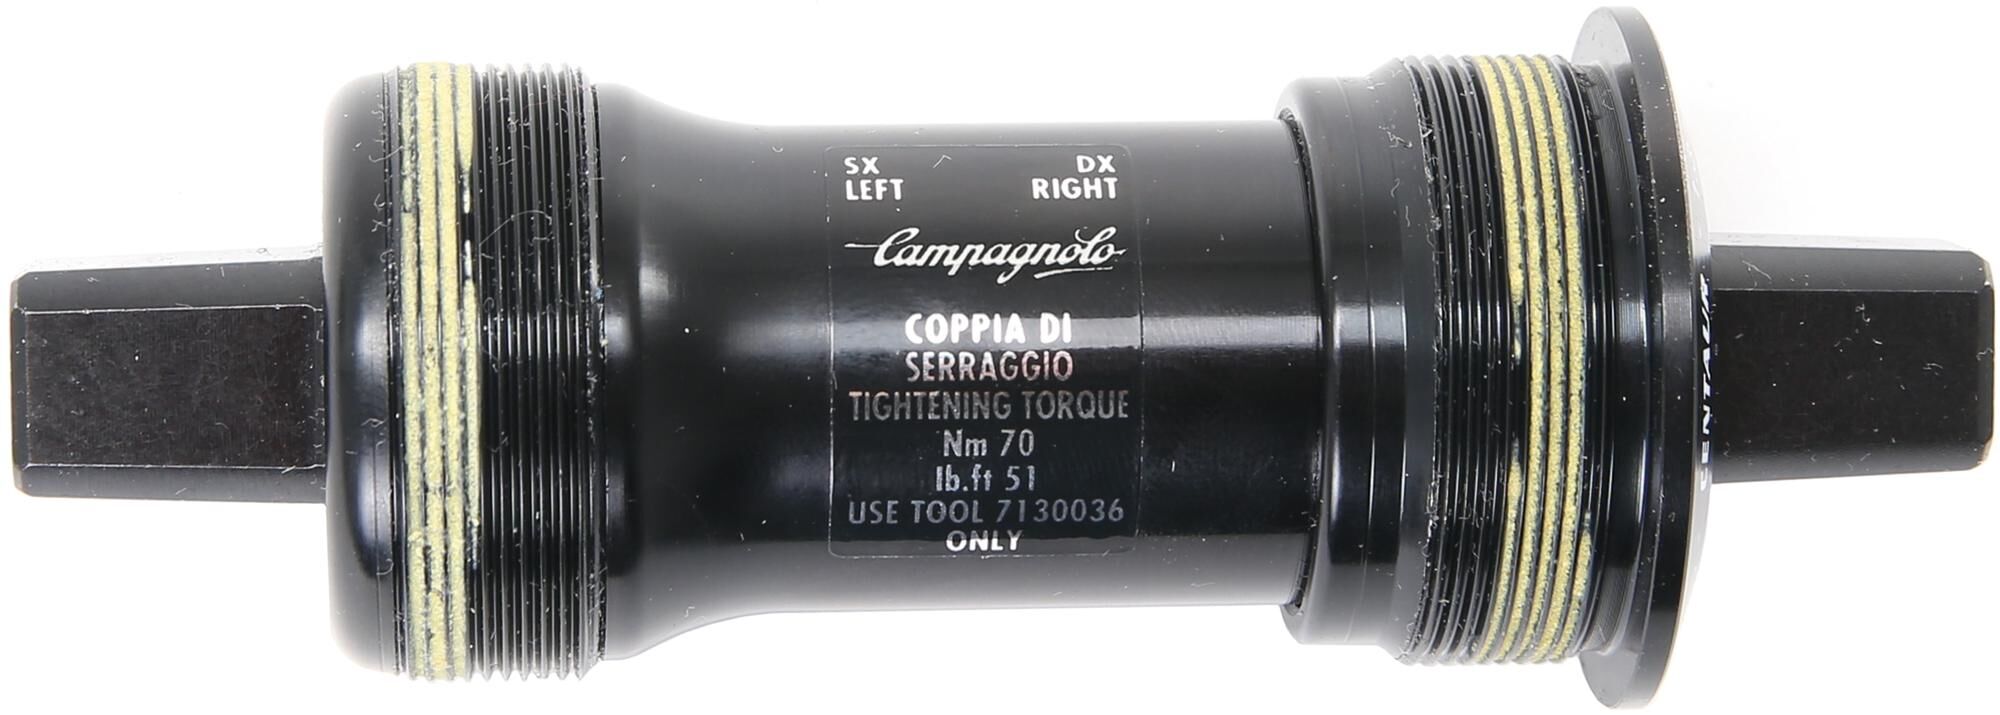 SX DX
LEFT RIGHT
Campagnolo
COPPIA DI
SERRAGGIO
TIGHTENING TORQUE
Nm 70
lb.ft 51
USE TOOL 7130036
ONLY
CENTAUR